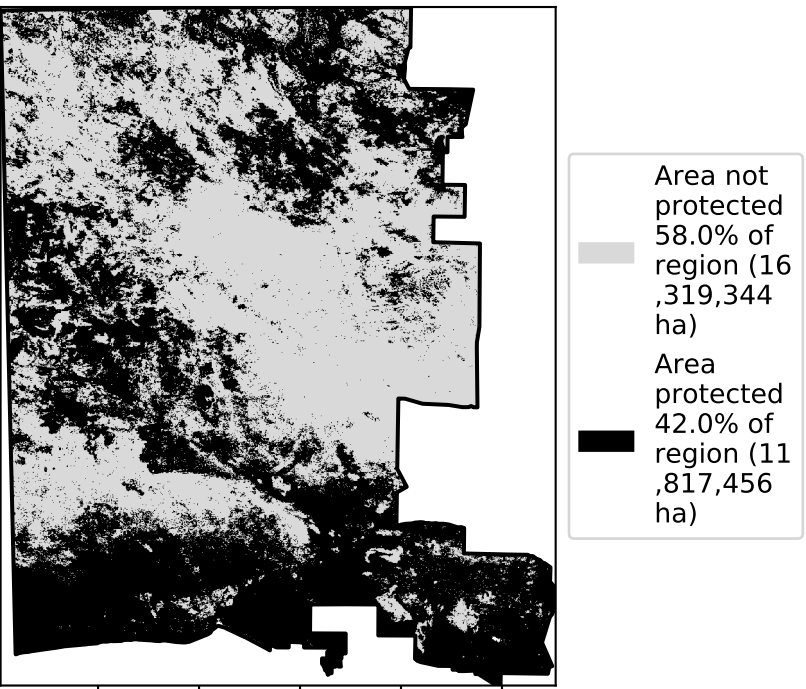 Area not
protected
58.0% of
region (16
,319,344
ha)
Area
protected
42.0% of
region (11
,817,456
ha)